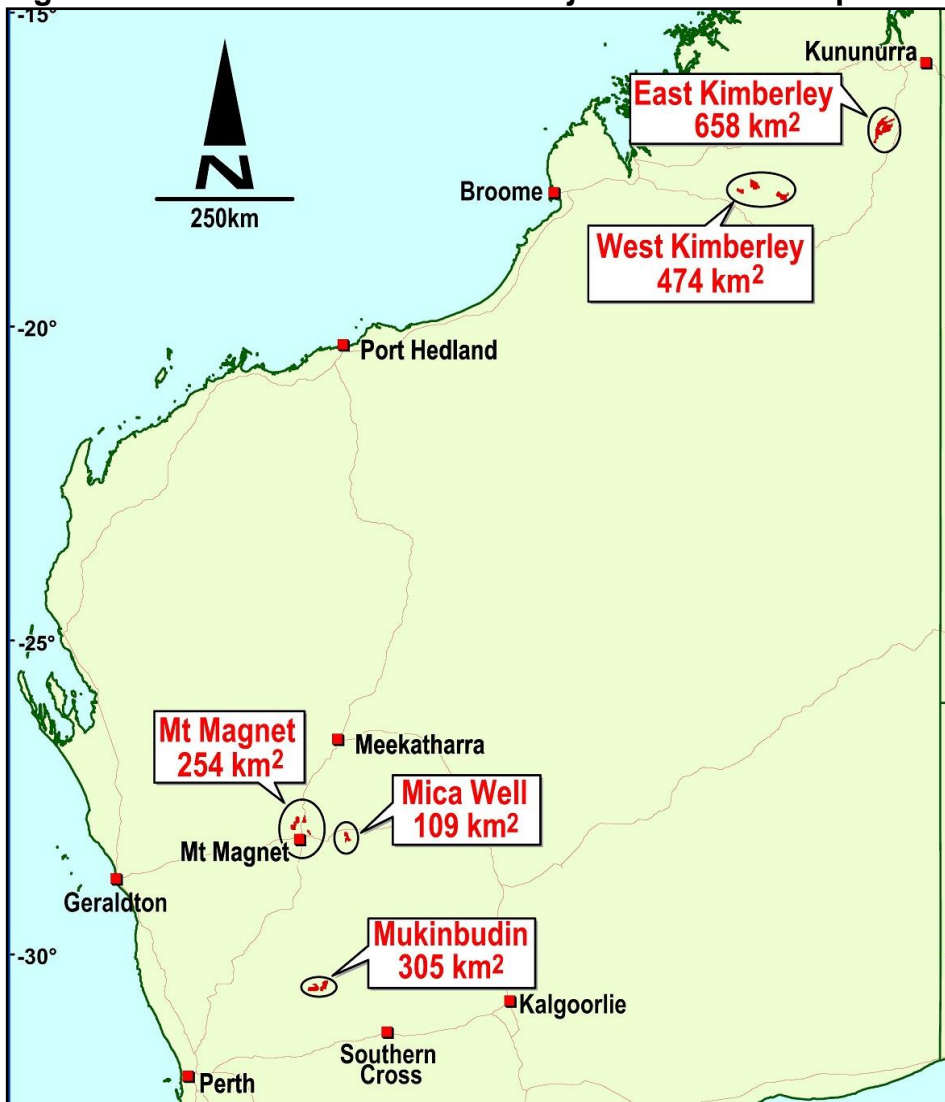 -15°
Kununurra
East Kimberley
658 km2
N
250km
Broome
West Kimberley
474 km2
-20°
Port Hedland
-25°
Mt Magnet
254 km2
Meekatharra
Mica Well
109 km2
Mt Magnet
Geraldton
-30°
Mukinbudin
305 km2
Kalgoorlie
Southern
Cross
Perth